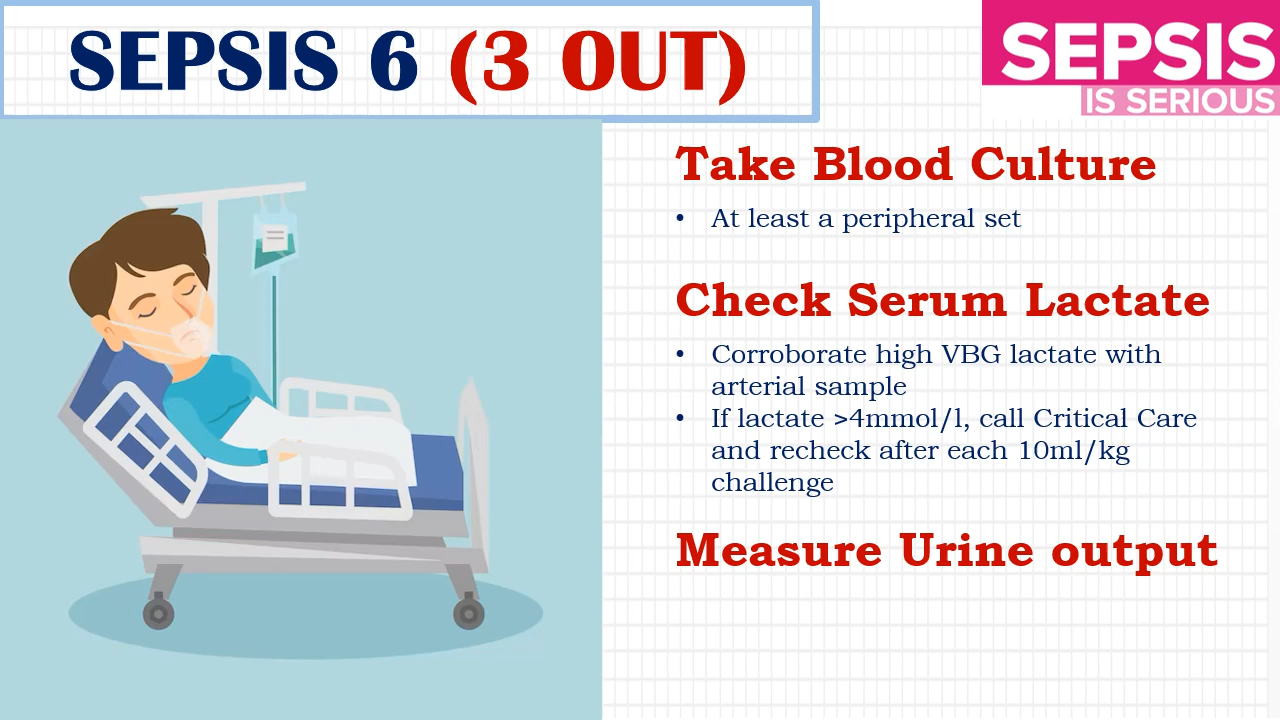 SEPSIS 6 (3 OUT)
SEPSIS
IS SERIOUS
Take Blood Culture
• At least a peripheral set
Check Serum Lactate
• Corroborate high VBG lactate with
arterial sample
• If lactate >4mmol/l, call Critical Care
and recheck after each 10ml/kg
challenge
Measure Urine output